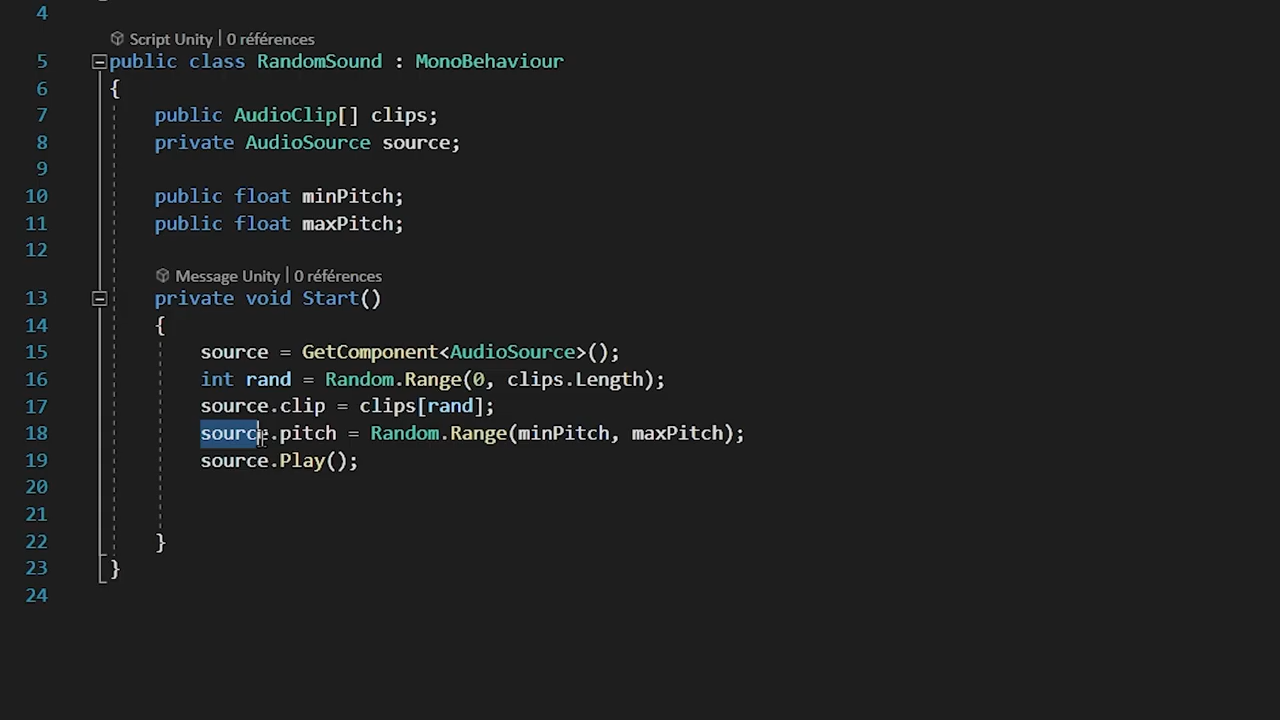 4
Script Unity | 0 références
5 public class RandomSound : MonoBehaviour
6 {
7 public AudioClip[] clips;
8 private AudioSource source;
9
10 public float minPitch;
11 public float maxPitch;
12
Message Unity | 0 références
13 private void Start()
14 {
15 source = GetComponent<AudioSource>();
16 int rand = Random.Range(0, clips.Length);
17 source.clip = clips[rand];
18 source.pitch = Random.Range(minPitch, maxPitch);
19 source.Play();
20
21
22 }
23 }
24